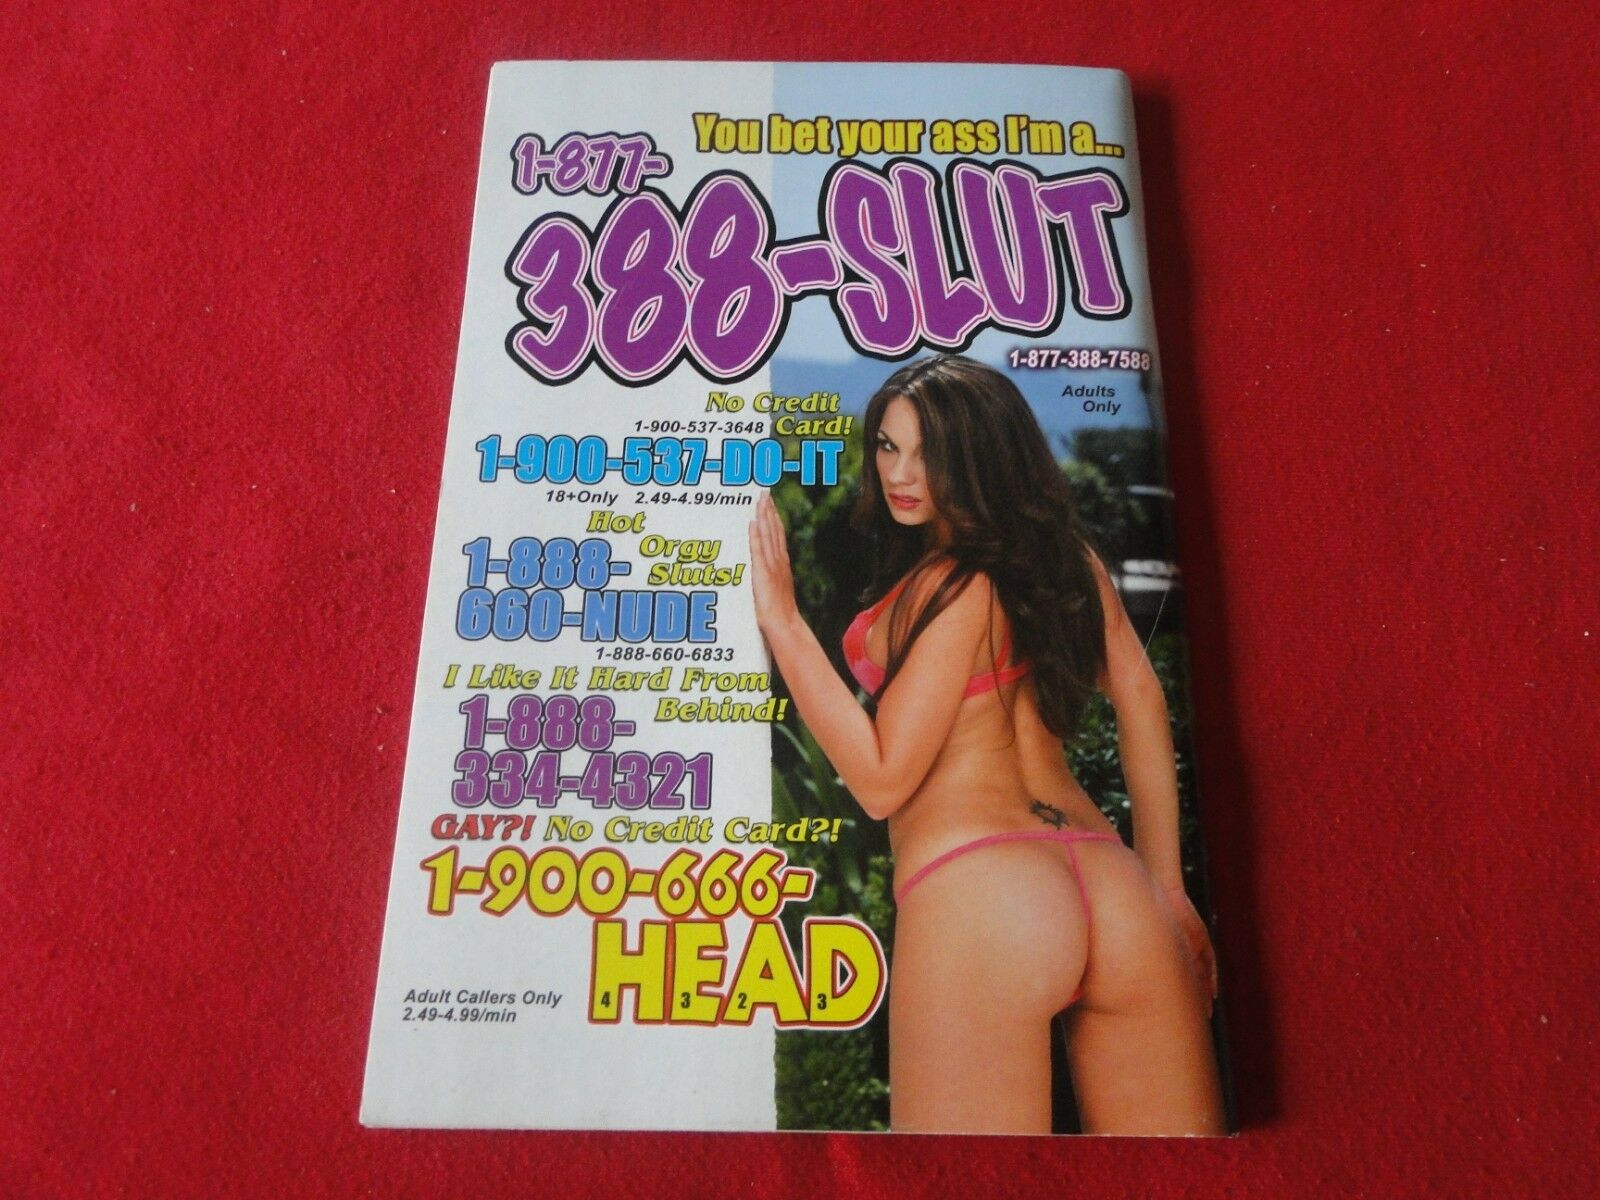 You bet your ass I'm a...
1-877-
388-SLUT
1-877-388-7588
Adults
Only
No Credit
Card!
1-900-537-3648
1-900-537-DO-IT
18+Only 2.49-4.99/min
Hot
Orgy
Sluts!
1-888-
660-NUDE
1-888-660-6833
I Like It Hard From
Behind!
1-888-
334-4321
GAY?! No Credit Card?!
1-900-666-
HEAD
4 3 2 3
Adult Callers Only
2.49-4.99/min